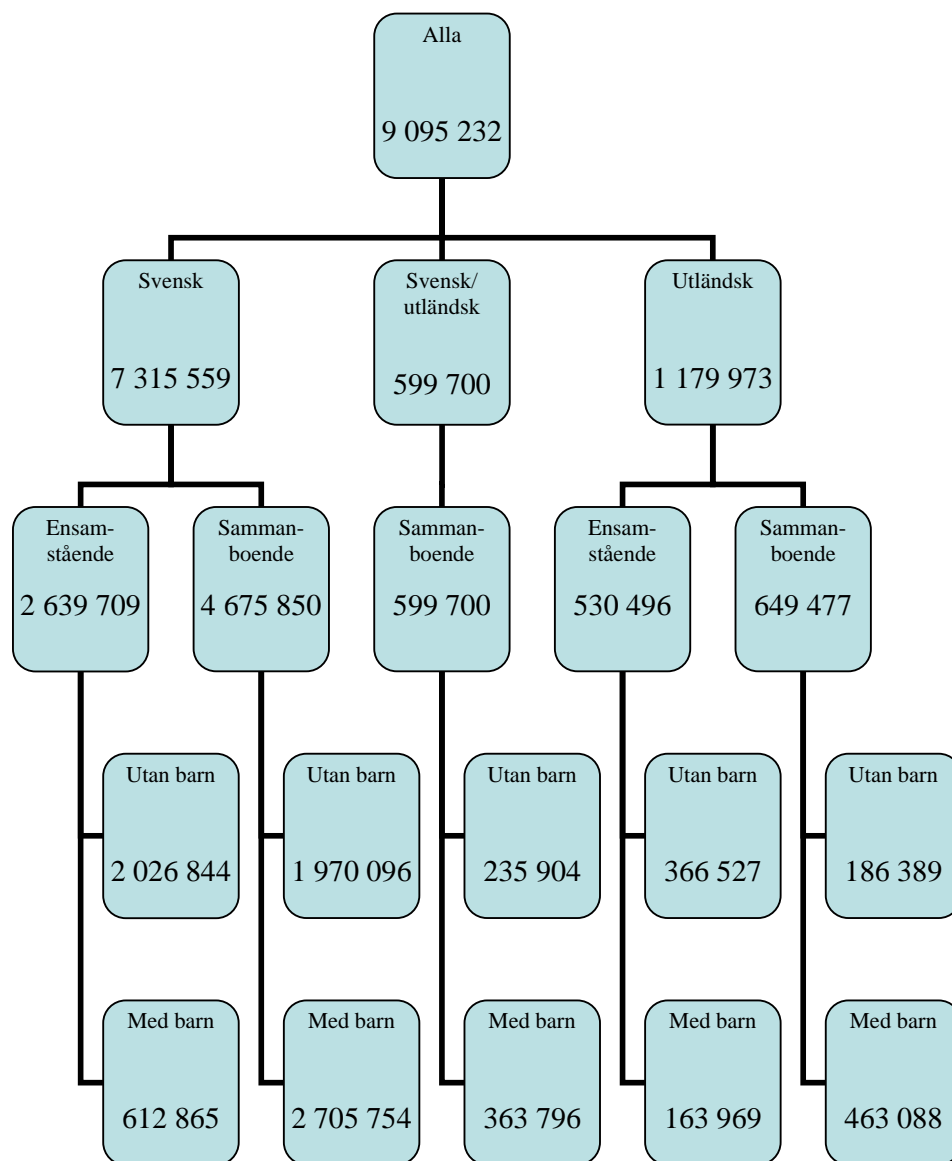 Alla
9 095 232
Svensk
7 315 559
Svensk/
utländsk
599 700
Utländsk
1 179 973
Ensam-
stående
2 639 709
Samman-
boende
4 675 850
Samman-
boende
599 700
Ensam-
stående
530 496
Samman-
boende
649 477
Utan barn
2 026 844
Utan barn
1 970 096
Utan barn
235 904
Utan barn
366 527
Utan barn
186 389
Med barn
612 865
Med barn
2 705 754
Med barn
363 796
Med barn
163 969
Med barn
463 088